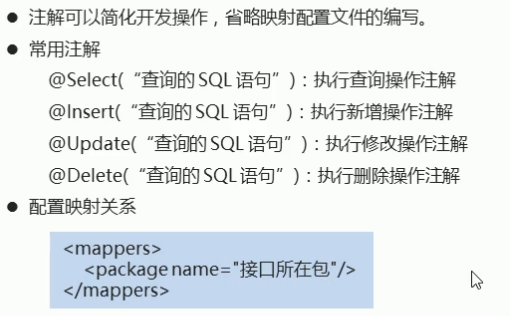 ● 注解可以简化开发操作，省略映射配置文件的编写。
● 常用注解
@Select(“查询的 SQL 语句”)：执行查询操作注解
@Insert(“查询的 SQL 语句”)：执行新增操作注解
@Update(“查询的 SQL 语句”)：执行修改操作注解
@Delete(“查询的 SQL 语句”)：执行删除操作注解
● 配置映射关系
<mappers>
<package name="接口所在包"/>
</mappers>